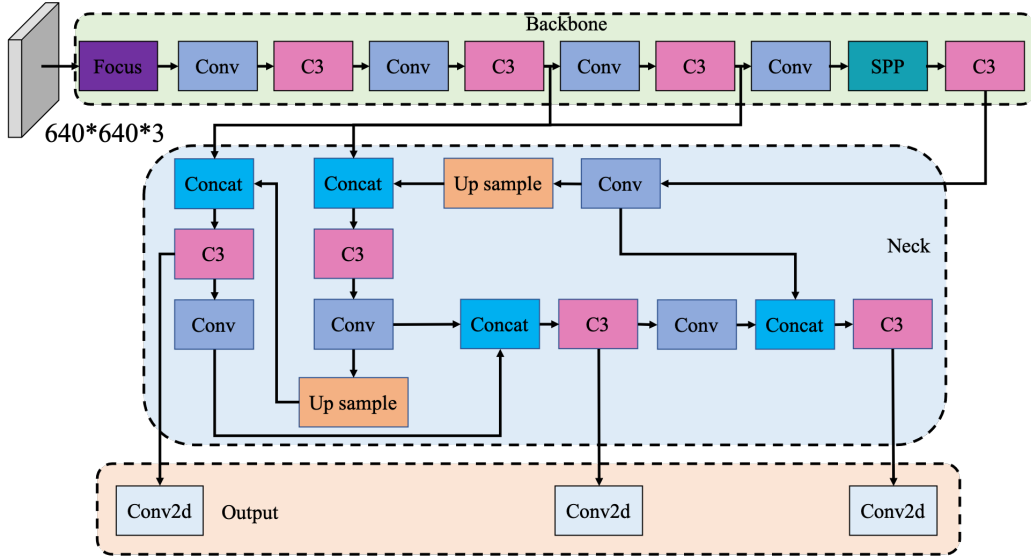 Backbone
Focus Conv C3 Conv C3 Conv C3 Conv SPP C3
640*640*3
Concat Concat Up sample Conv
C3 C3 Neck
Conv Conv Concat C3 Conv Concat C3
Up sample
Conv2d Output Conv2d Conv2d